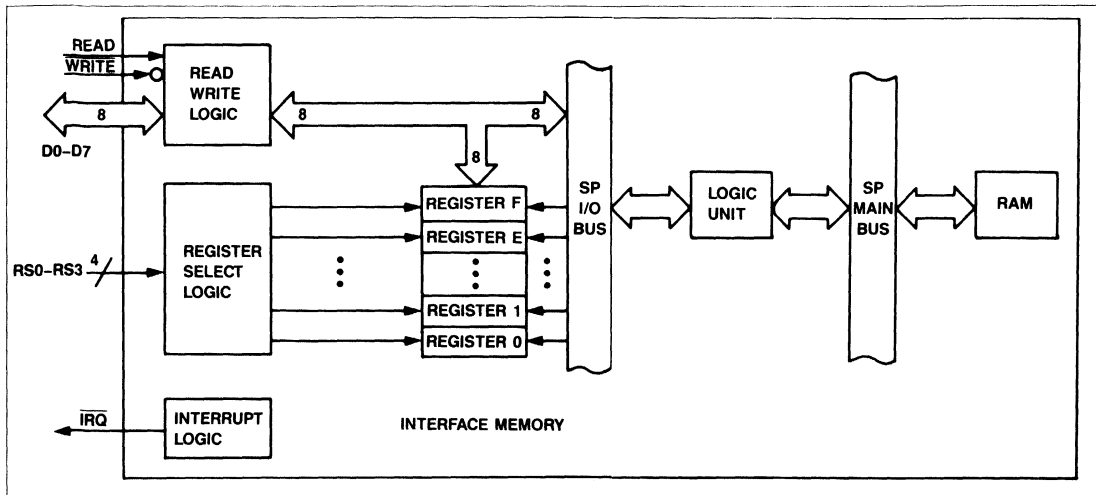 READ
WRITE
READ
WRITE
LOGIC
8
8
8
8
D0–D7
REGISTER
SELECT
LOGIC
RS0–RS3
4
REGISTER F
REGISTER E
REGISTER 1
REGISTER 0
SP
I/O
BUS
LOGIC
UNIT
SP
MAIN
BUS
RAM
IRQ
INTERRUPT
LOGIC
INTERFACE MEMORY